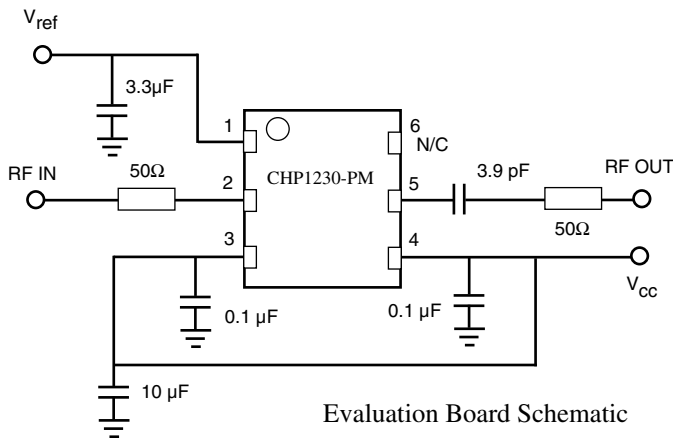 Vref
3.3µF
1
6
N/C
CHP1230-PM
RF IN
50Ω
2
5
3.9 pF
RF OUT
50Ω
3
4
Vcc
0.1 µF
0.1 µF
10 µF
Evaluation Board Schematic